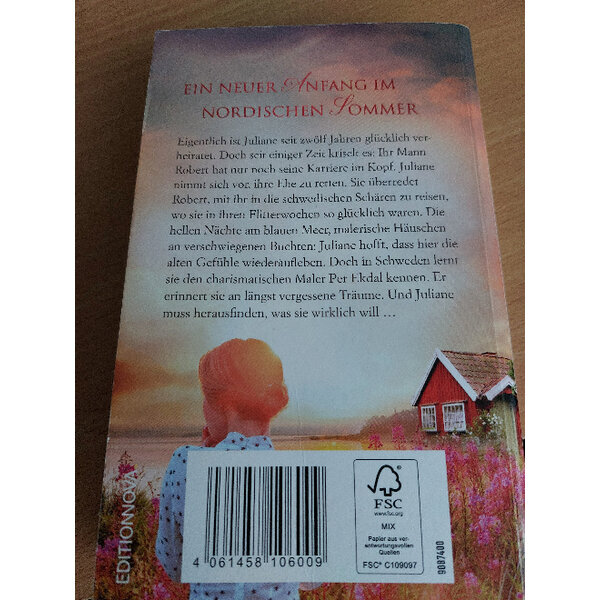 EIN NEUER ANFANG IM
NORDISCHEN SOMMER
Eigentlich ist Juliane seit zwölf Jahren glücklich ver-
heiratet. Doch seit einiger Zeit kriselt es: Ihr Mann
Robert hat nur noch seine Karriere im Kopf. Juliane
nimmt sich vor, ihre Ehe zu retten. Sie überredet
Robert, mit ihr in die schwedischen Schären zu reisen,
wo sie in ihren Flitterwochen so glücklich waren. Die
hellen Nächte am blauen Meer, malerische Häuschen
an verschwiegenen Buchten: Juliane hofft, dass hier die
alten Gefühle wiederaufleben. Doch in Schweden lernt
sie den charismatischen Maler Per Ekdal kennen. Er
erinnert sie an längst vergessene Träume. Und Juliane
muss herausfinden, was sie wirklich will …
EDITIONNOVA
4 061458 106009
FSC
www.fsc.org
MIX
Papier aus ver-
antwortungsvollen
Quellen
FSC® C109097
9087400